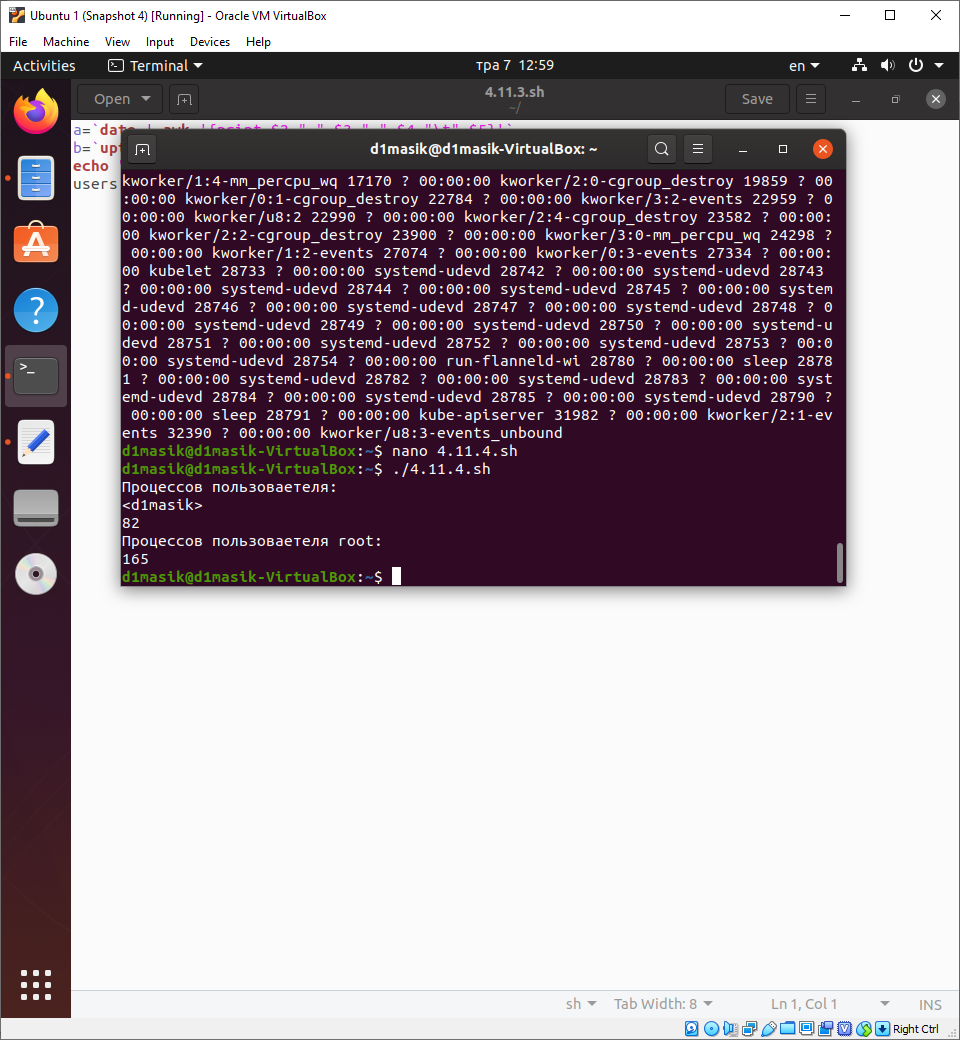 Ubuntu 1 (Snapshot 4) [Running] - Oracle VM VirtualBox
File Machine View Input Devices Help
Activities Terminal тра 7 12:59 en
Open 4.11.3.sh Save
~/
a=`date
b=`upt
echo
users
d1masik@d1masik-VirtualBox: ~
kworker/1:4-mm_percpu_wq 17170 ? 00:00:00 kworker/2:0-cgroup_destroy 19859 ? 00
:00:00 kworker/0:1-cgroup_destroy 22784 ? 00:00:00 kworker/3:2-events 22959 ? 0
0:00:00 kworker/u8:2 22990 ? 00:00:00 kworker/2:4-cgroup_destroy 23582 ? 00:00:
00 kworker/2:2-cgroup_destroy 23900 ? 00:00:00 kworker/3:0-mm_percpu_wq 24298 ?
00:00:00 kworker/1:2-events 27074 ? 00:00:00 kworker/0:3-events 27334 ? 00:00:
00 kubelet 28733 ? 00:00:00 systemd-udevd 28742 ? 00:00:00 systemd-udevd 28743
? 00:00:00 systemd-udevd 28744 ? 00:00:00 systemd-udevd 28745 ? 00:00:00 system
d-udevd 28746 ? 00:00:00 systemd-udevd 28747 ? 00:00:00 systemd-udevd 28748 ? 0
0:00:00 systemd-udevd 28749 ? 00:00:00 systemd-udevd 28750 ? 00:00:00 systemd-u
devd 28751 ? 00:00:00 systemd-udevd 28752 ? 00:00:00 systemd-udevd 28753 ? 00:0
0:00 systemd-udevd 28754 ? 00:00:00 run-flanneld-wi 28780 ? 00:00:00 sleep 2878
1 ? 00:00:00 systemd-udevd 28782 ? 00:00:00 systemd-udevd 28783 ? 00:00:00 syst
emd-udevd 28784 ? 00:00:00 systemd-udevd 28785 ? 00:00:00 systemd-udevd 28790 ?
00:00:00 sleep 28791 ? 00:00:00 kube-apiserver 31982 ? 00:00:00 kworker/2:1-ev
ents 32390 ? 00:00:00 kworker/u8:3-events_unbound
d1masik@d1masik-VirtualBox:~$ nano 4.11.4.sh
d1masik@d1masik-VirtualBox:~$ ./4.11.4.sh
Процессов пользоваетеля:
<d1masik>
82
Процессов пользоваетеля root:
165
d1masik@d1masik-VirtualBox:~$
sh Tab Width: 8 Ln 1, Col 1 INS
Right Ctrl